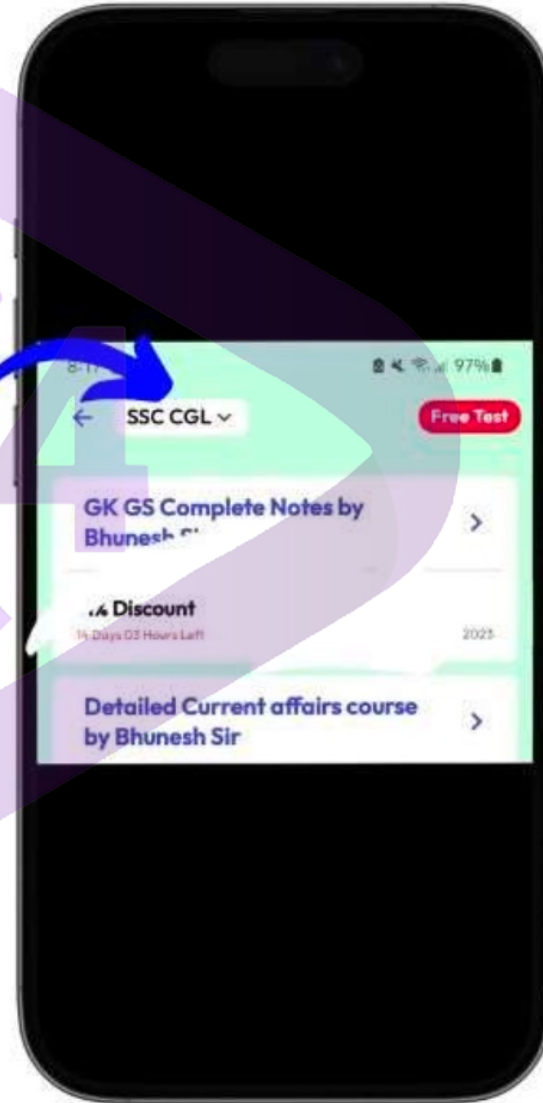 97%
SSC CGL
Free Test
GK GS Complete Notes by
Bhunesh
Discount
14 Days 03 Hours Left
2023
Detailed Current affairs course
by Bhunesh Sir